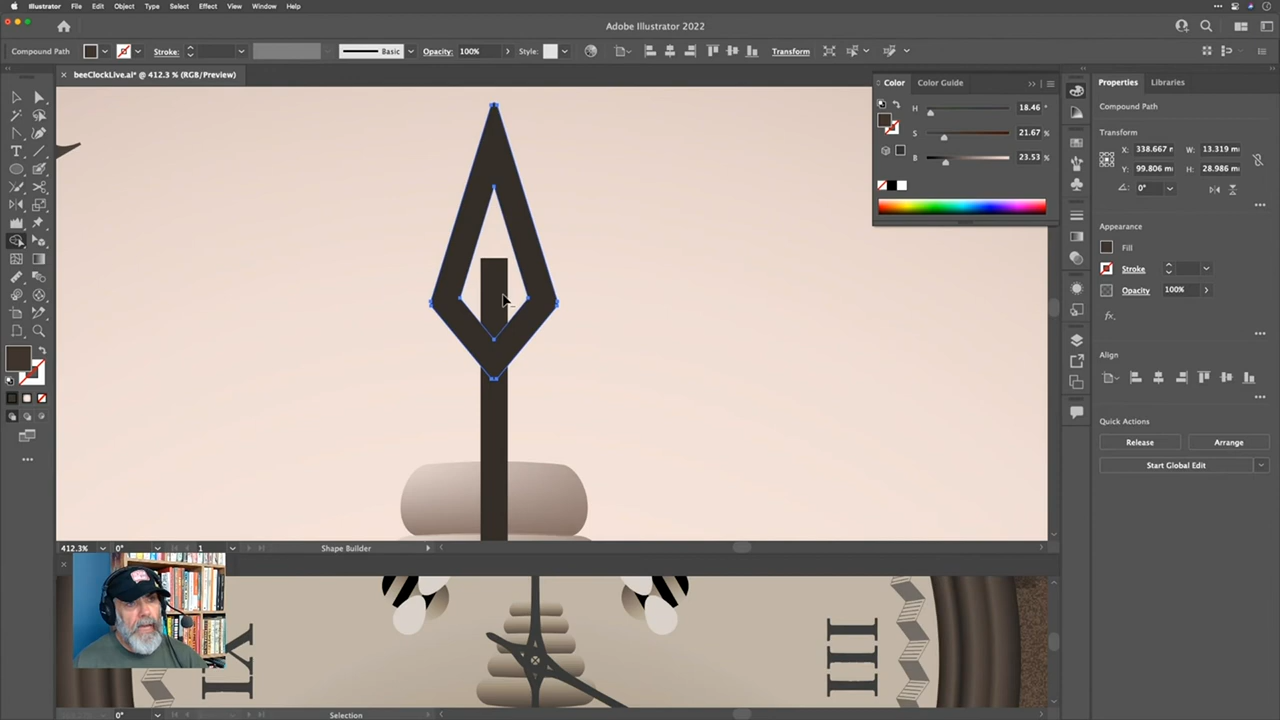 Illustrator File Edit Object Type Select Effect View Window Help
Adobe Illustrator 2022
Compound Path Stroke: Basic Opacity: 100% Style: Transform
beeClockLive.ai* @ 412.3 % (RGB/Preview)
Color Color Guide
H 18.46 °
S 21.67 %
B 23.53 %
Properties Libraries
Compound Path
Transform
X: 338.667 m W: 13.319 m
Y: 99.806 m H: 28.986 m
0°
Appearance
Fill
Stroke
Opacity 100%
fx.
Align
Quick Actions
Release Arrange
Start Global Edit
412.3% 0° 1 Shape Builder
III
IX
0° Selection